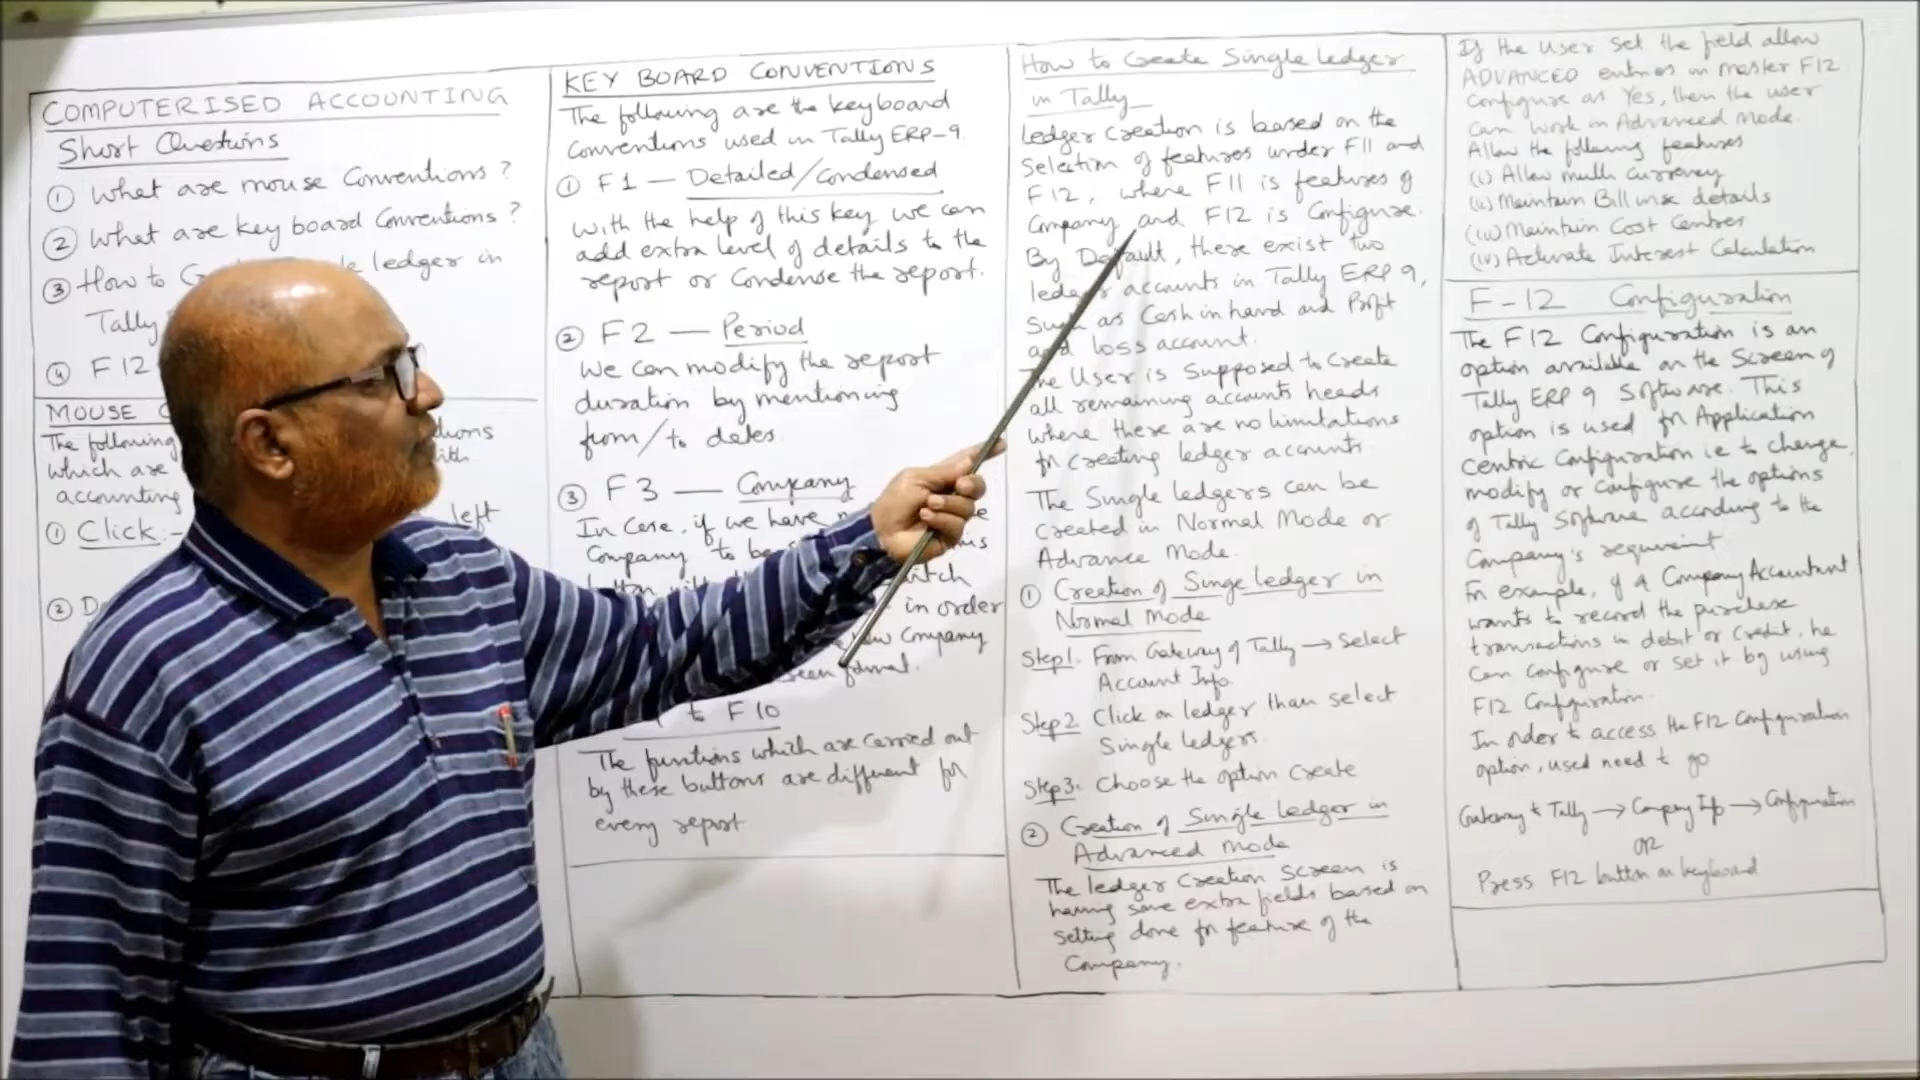 COMPUTERISED ACCOUNTING
Short Questions
① What are mouse Conventions?
② What are key board Conventions?
③ How to ledger in
Tally
④ F12
MOUSE
The following
which are with
accounting
① Click:- left
②
KEY BOARD CONVENTIONS
The following are the keyboard
Conventions used in Tally ERP-9.
① F1 — Detailed/Condensed
With the help of this key we can
add extra level of details to the
report or Condense the report.
② F2 — Period
We can modify the report
duration by mentioning
from/to dates.
③ F3 — Company
In Case, if we have
Company to be
in order
Company
format.
to F10
The functions which are carried out
by these buttons are different for
every report
How to Create Single ledger
in Tally
Ledger Creation is based on the
Selection of features under F11 and
F12, where F11 is features of
Company and F12 is Configure.
By Default, there exist two
ledger accounts in Tally ERP 9,
Such as Cash in hand and Profit
and loss account.
The User is Supposed to Create
all remaining accounts heads
where there are no limitations
for creating ledger accounts.
The Single ledgers can be
Created in Normal Mode or
Advance Mode.
① Creation of Singe ledger in
Normal Mode
Step1. From Gateway of Tally → Select
Account Info.
Step2. Click on ledger than select
Single ledgers.
Step3. Choose the option Create
② Creation of Single Ledger in
Advanced Mode
The ledger Creation Screen is
having some extra fields based on
setting done for feature of the
Company.
If the User set the field allow
ADVANCED entries in master F12
Configure as Yes, then the user
Can work in Advanced Mode.
Allow the following features
(i) Allow multi Currency
(ii) Maintain Bill wise details
(iii) Maintain Cost Centres
(iv) Activate Interest Calculation
F-12 Configuration
The F12 Configuration is an
option available on the Screen of
Tally ERP 9 Software. This
option is used for Application
Centric Configuration ie to change,
modify or configure the options
of Tally Software according to the
Company's requirement.
For example, if a Company Accountant
wants to record the purchase
transactions in debit or Credit, he
Can Configure or set it by using
F12 Configuration.
In order to access the F12 Configuration
option, used need to go
Gateway of Tally → Company Info → Configuration
OR
Press F12 button on keyboard